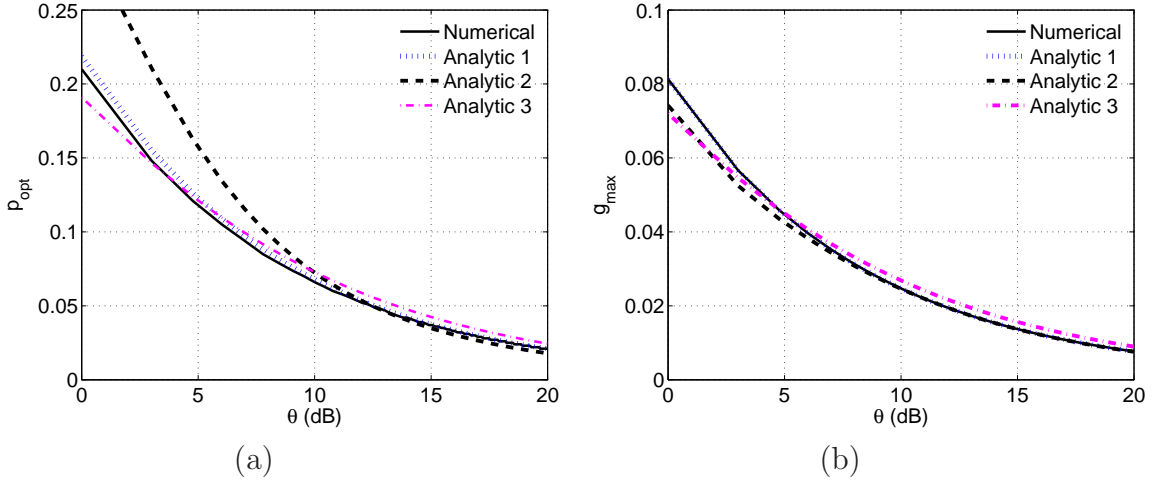 0.25
0.2
0.15
0.1
0.05
0
p_opt
0 5 10 15 20
θ (dB)
Numerical
Analytic 1
Analytic 2
Analytic 3
(a)
0.1
0.08
0.06
0.04
0.02
0
g_max
0 5 10 15 20
θ (dB)
Numerical
Analytic 1
Analytic 2
Analytic 3
(b)